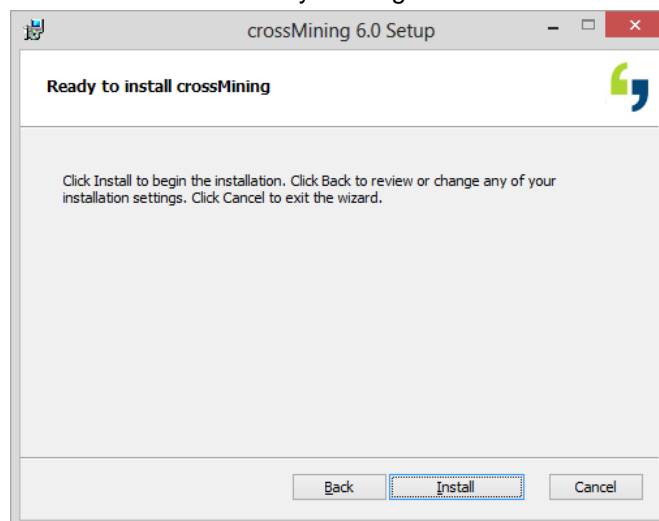 crossMining 6.0 Setup
Ready to install crossMining
Click Install to begin the installation. Click Back to review or change any of your
installation settings. Click Cancel to exit the wizard.
Back Install Cancel